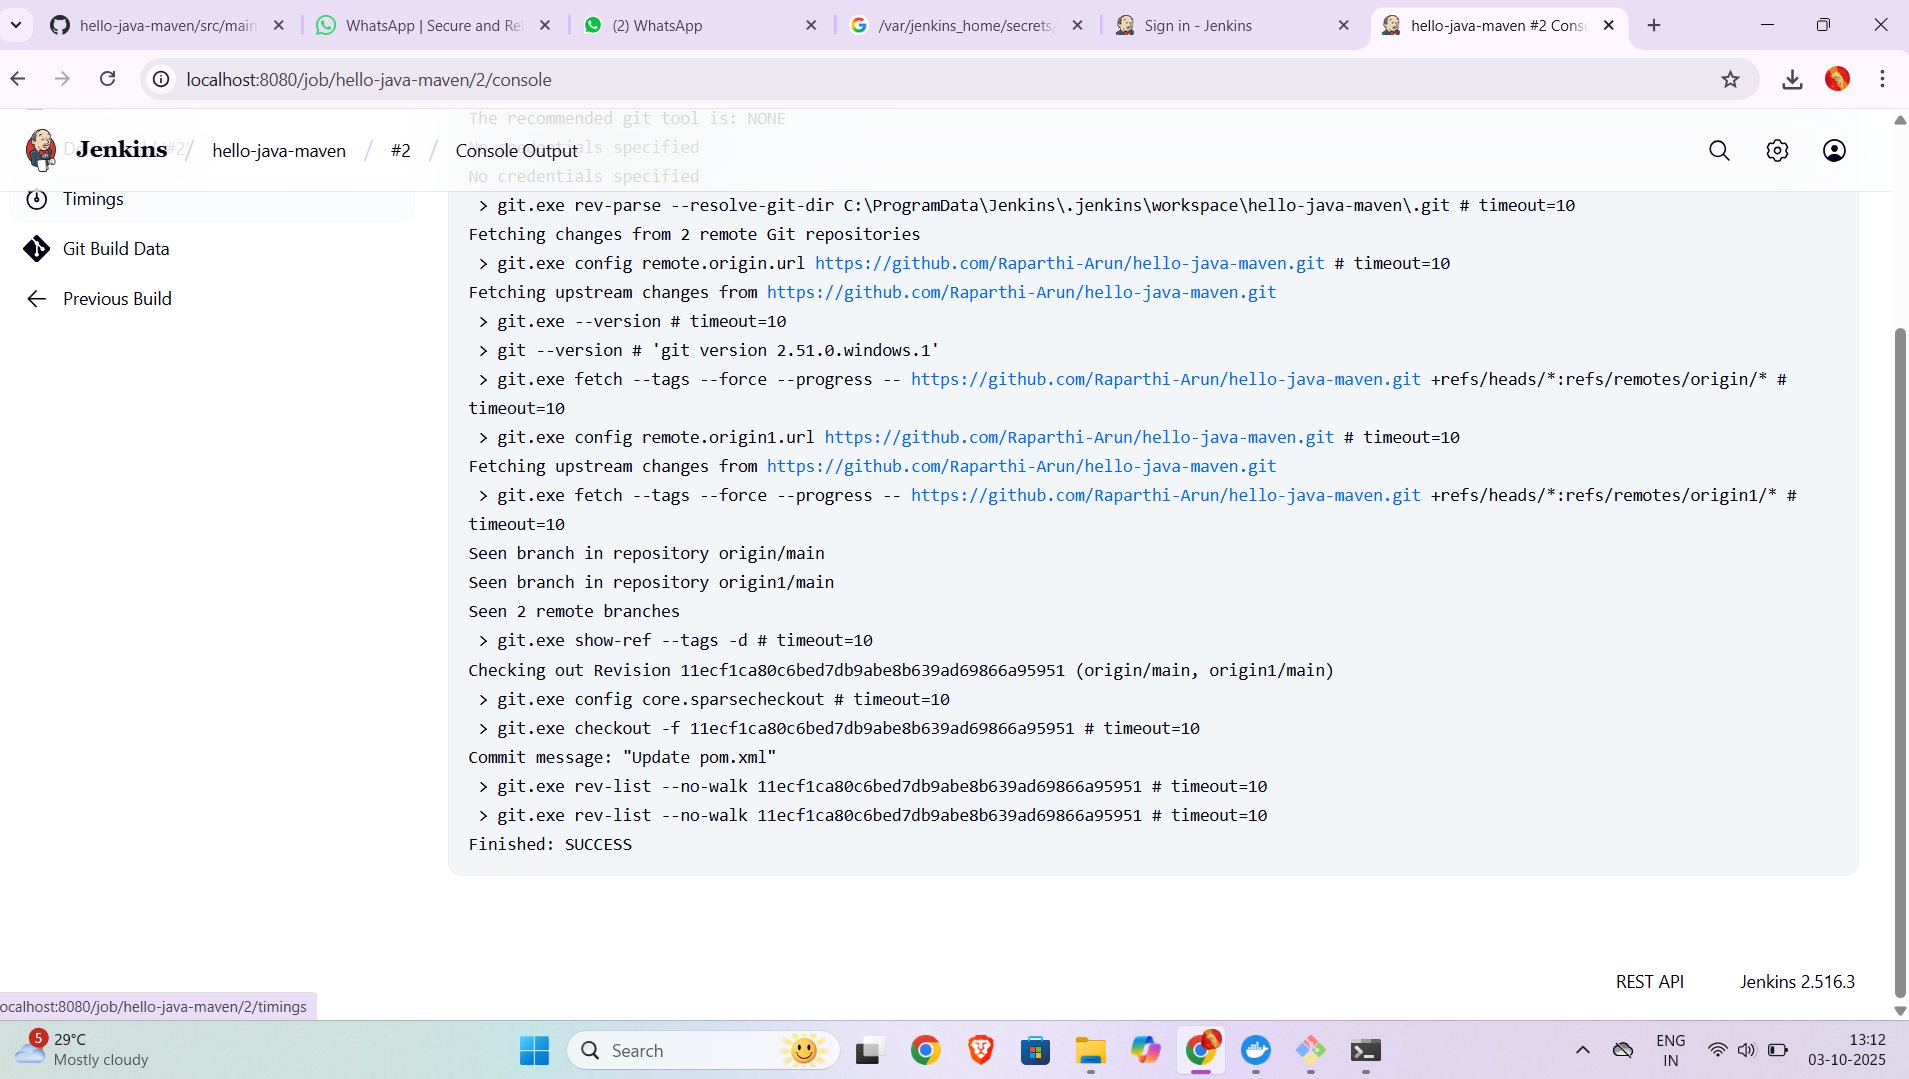 hello-java-maven/src/main
WhatsApp | Secure and Re
(2) WhatsApp
/var/jenkins_home/secrets/
Sign in - Jenkins
hello-java-maven #2 Cons
localhost:8080/job/hello-java-maven/2/console
The recommended git tool is: NONE
No credentials specified
No credentials specified
Jenkins / hello-java-maven / #2 / Console Output
Timings
Git Build Data
Previous Build
> git.exe rev-parse --resolve-git-dir C:\ProgramData\Jenkins\.jenkins\workspace\hello-java-maven\.git # timeout=10
Fetching changes from 2 remote Git repositories
> git.exe config remote.origin.url https://github.com/Raparthi-Arun/hello-java-maven.git # timeout=10
Fetching upstream changes from https://github.com/Raparthi-Arun/hello-java-maven.git
> git.exe --version # timeout=10
> git --version # 'git version 2.51.0.windows.1'
> git.exe fetch --tags --force --progress -- https://github.com/Raparthi-Arun/hello-java-maven.git +refs/heads/*:refs/remotes/origin/* #
timeout=10
> git.exe config remote.origin1.url https://github.com/Raparthi-Arun/hello-java-maven.git # timeout=10
Fetching upstream changes from https://github.com/Raparthi-Arun/hello-java-maven.git
> git.exe fetch --tags --force --progress -- https://github.com/Raparthi-Arun/hello-java-maven.git +refs/heads/*:refs/remotes/origin1/* #
timeout=10
Seen branch in repository origin/main
Seen branch in repository origin1/main
Seen 2 remote branches
> git.exe show-ref --tags -d # timeout=10
Checking out Revision 11ecf1ca80c6bed7db9abe8b639ad69866a95951 (origin/main, origin1/main)
> git.exe config core.sparsecheckout # timeout=10
> git.exe checkout -f 11ecf1ca80c6bed7db9abe8b639ad69866a95951 # timeout=10
Commit message: "Update pom.xml"
> git.exe rev-list --no-walk 11ecf1ca80c6bed7db9abe8b639ad69866a95951 # timeout=10
> git.exe rev-list --no-walk 11ecf1ca80c6bed7db9abe8b639ad69866a95951 # timeout=10
Finished: SUCCESS
REST API
Jenkins 2.516.3
ocalhost:8080/job/hello-java-maven/2/timings
5
29°C
Mostly cloudy
Search
ENG
IN
13:12
03-10-2025